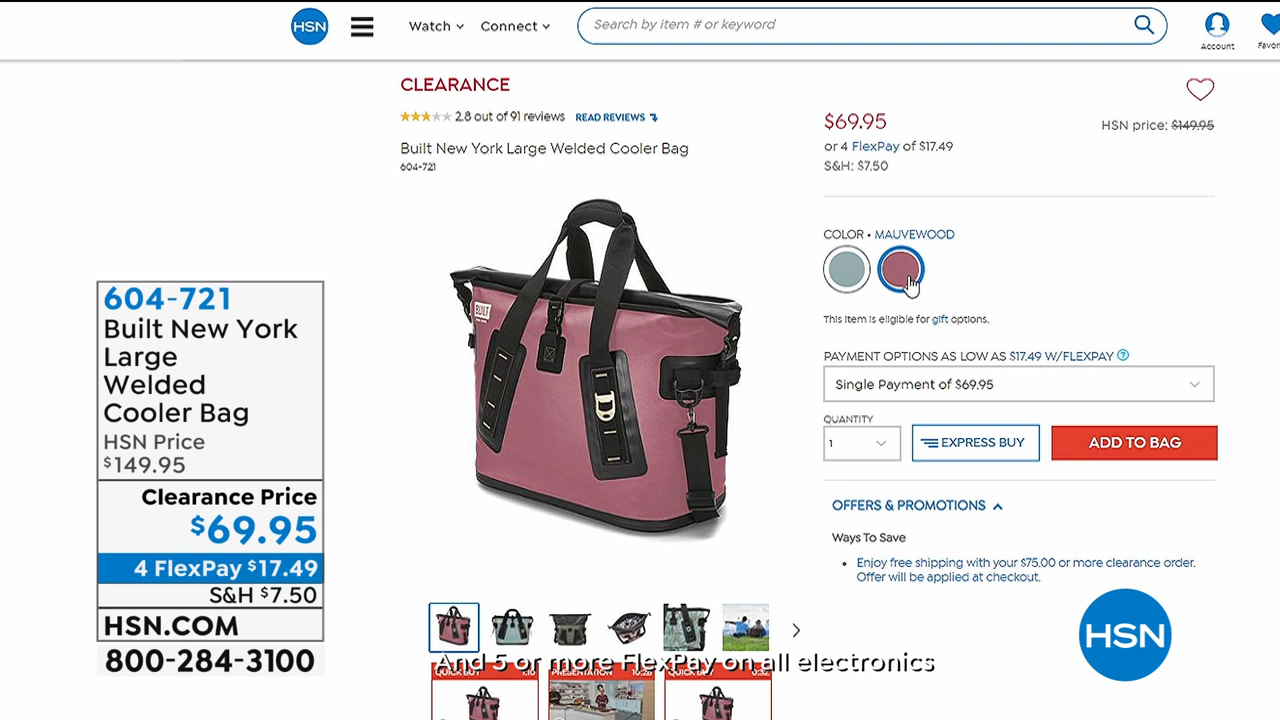 HSN
Watch
Connect
Search by item # or keyword
Account
CLEARANCE
2.8 out of 91 reviews READ REVIEWS
Built New York Large Welded Cooler Bag
604-721
$69.95
HSN price: $149.95
or 4 FlexPay of $17.49
S&H: $7.50
COLOR • MAUVEWOOD
This item is eligible for gift options.
PAYMENT OPTIONS AS LOW AS $17.49 W/FLEXPAY ?
Single Payment of $69.95
QUANTITY
1
EXPRESS BUY
ADD TO BAG
OFFERS & PROMOTIONS
Ways To Save
• Enjoy free shipping with your $75.00 or more clearance order.
Offer will be applied at checkout.
BUILT
604-721
Built New York
Large
Welded
Cooler Bag
HSN Price
$149.95
Clearance Price
$69.95
4 FlexPay $17.49
S&H $7.50
HSN.COM
800-284-3100
And 5 or more FlexPay on all electronics
QUICK BUY
PRESENTATION
QUICK BUY
HSN